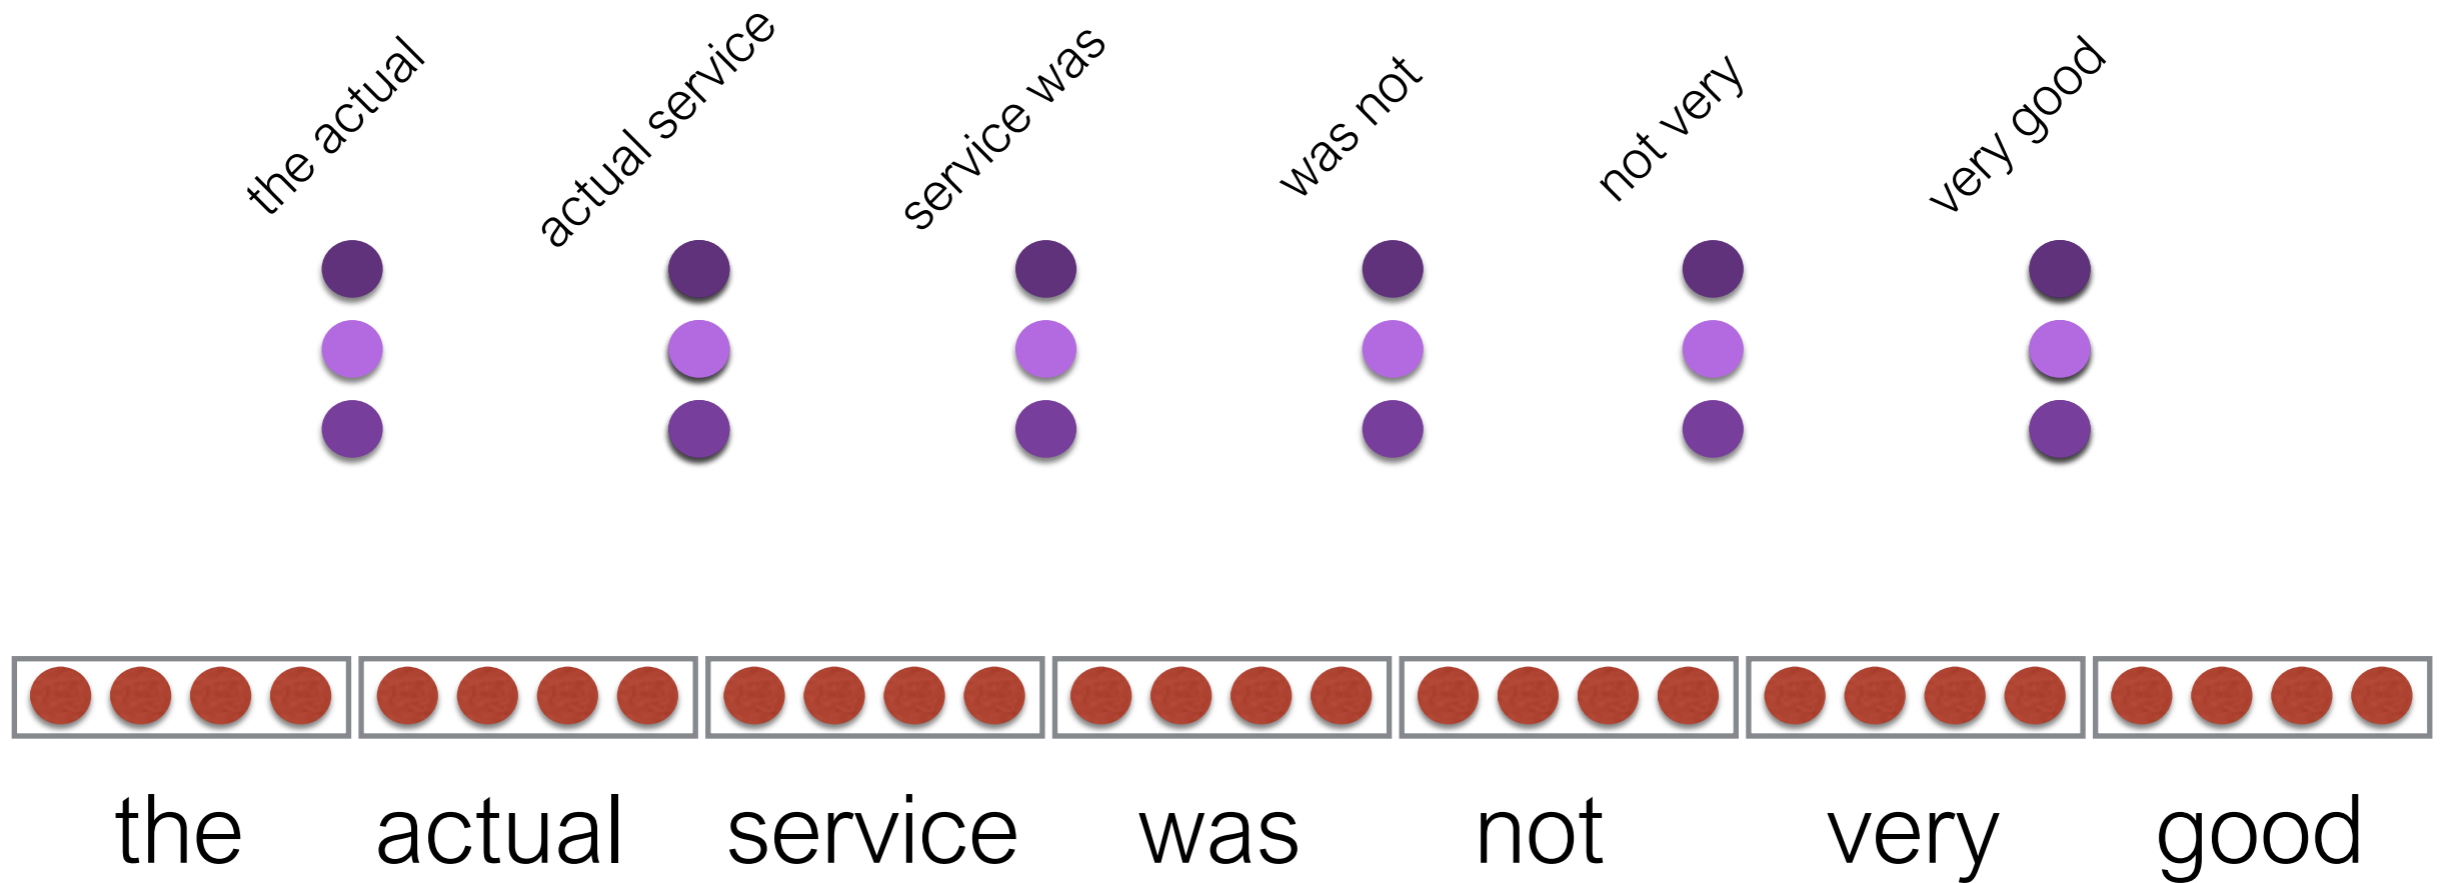 the actual
actual service
service was
was not
not very
very good
the actual service was not very good